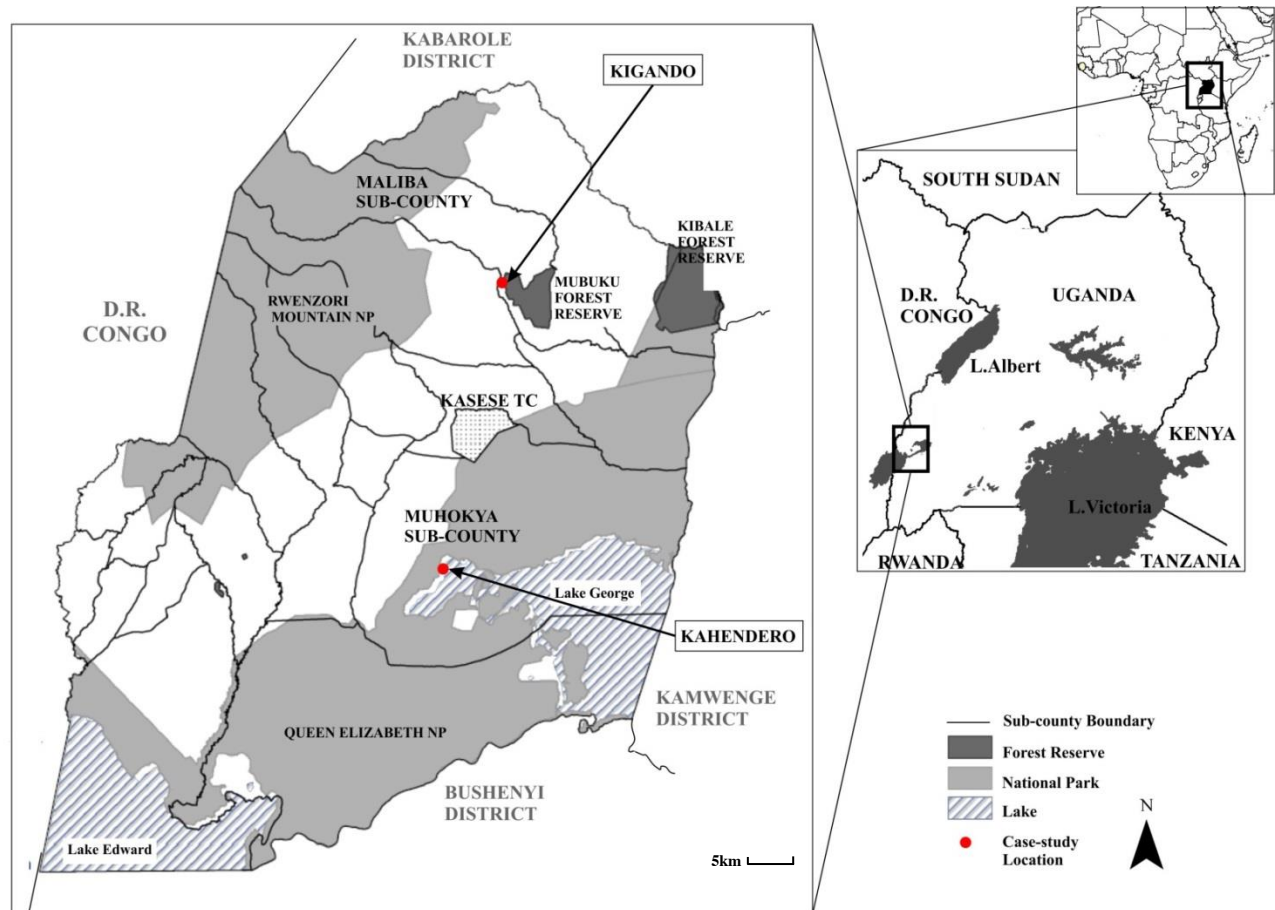 KABAROLE
DISTRICT
KIGANDO
MALIBA
SUB-COUNTY
KIBALE
FOREST
RESERVE
MUBUKU
FOREST
RESERVE
RWENZORI
MOUNTAIN NP
D.R.
CONGO
KASESE TC
MUHOKYA
SUB-COUNTY
Lake George
KAHENDERO
KAMWENGE
DISTRICT
QUEEN ELIZABETH NP
BUSHENYI
DISTRICT
Lake Edward
5km
SOUTH SUDAN
D.R.
CONGO
UGANDA
L.Albert
KENYA
L.Victoria
RWANDA
TANZANIA
Sub-county Boundary
Forest Reserve
National Park
Lake
Case-study
Location
N